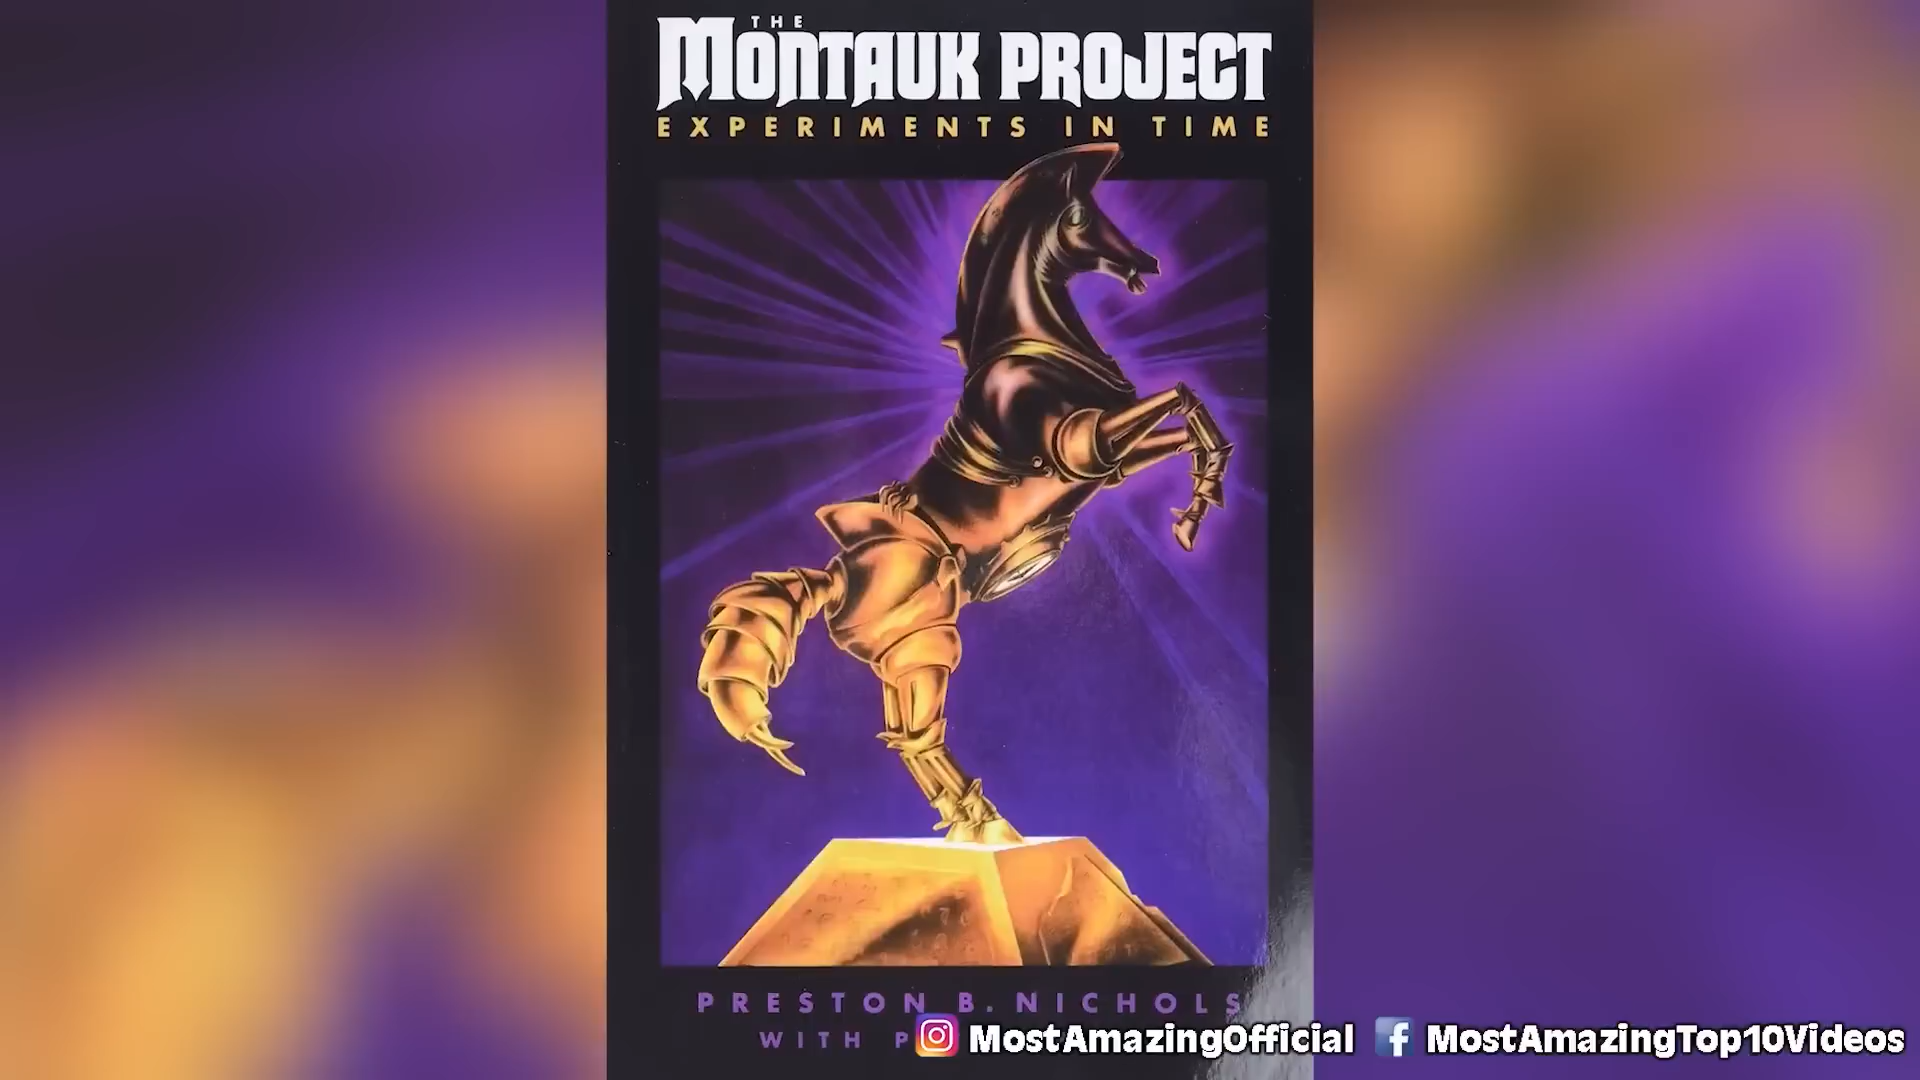 THE
MONTAUK PROJECT
EXPERIMENTS IN TIME
PRESTON B. NICHOLS
WITH
MostAmazingOfficial
MostAmazingTop10Videos